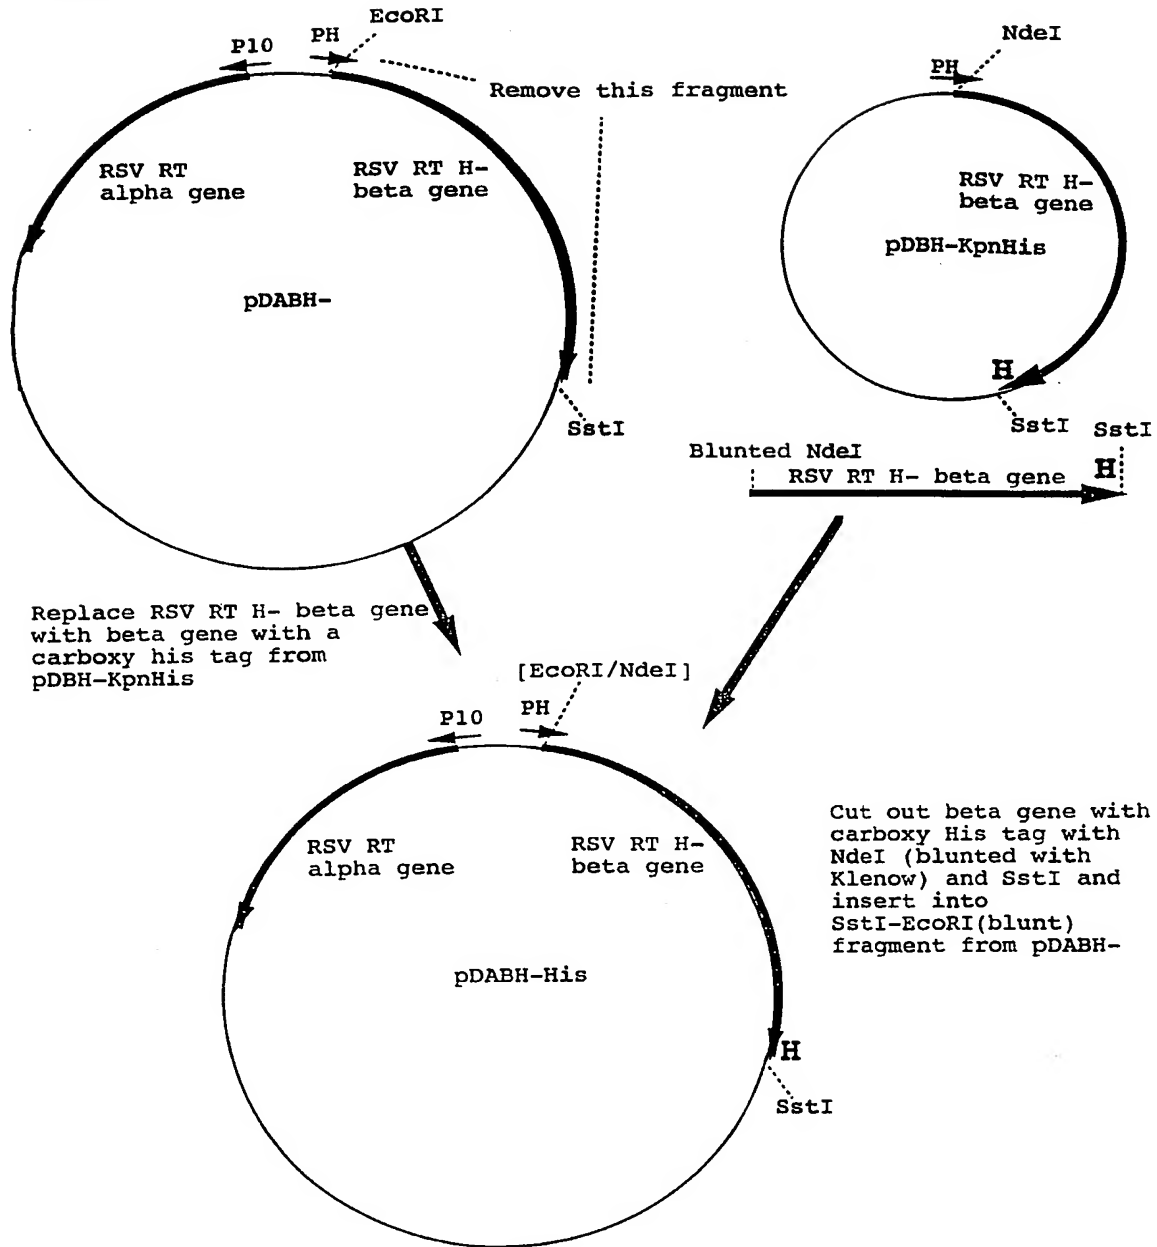 EcoRI
P10
PH
Remove this fragment
RSV RT
alpha gene
RSV RT H-
beta gene
pDABH-
SstI
NdeI
PH
RSV RT H-
beta gene
pDBH-KpnHis
H
SstI
SstI
Blunted NdeI
H
RSV RT H- beta gene
Replace RSV RT H- beta gene
with beta gene with a
carboxy his tag from
pDBH-KpnHis
[EcoRI/NdeI]
P10
PH
RSV RT
alpha gene
RSV RT H-
beta gene
pDABH-His
H
SstI
Cut out beta gene with
carboxy His tag with
NdeI (blunted with
Klenow) and SstI and
insert into
SstI-EcoRI(blunt)
fragment from pDABH-